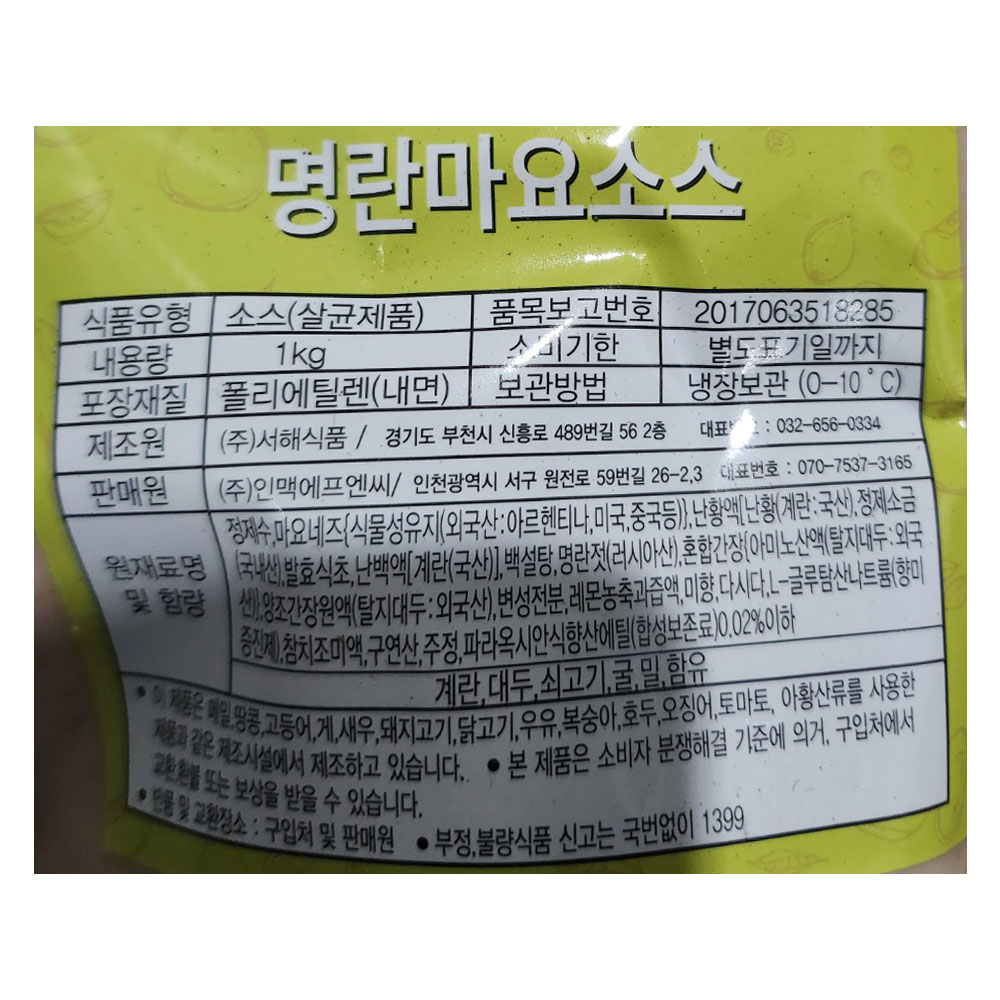 명란마요소스
식품유형 소스(살균제품) 품목보고번호 2017063518285
내용량 1kg 소비기한 별도표기일까지
포장재질 폴리에틸렌(내면) 보관방법 냉장보관 (0-10˚C)
제조원 (주)서해식품 / 경기도 부천시 신흥로 489번길 56 2층 대표번호 : 032-656-0334
판매원 (주)인맥에프엔씨/ 인천광역시 서구 원전로 59번길 26-2,3 대표번호 : 070-7537-3165
원재료명 및 함량
정제수,마요네즈{식물성유지(외국산:아르헨티나,미국,중국등)},난황액[난황(계란:국산),정제소금
(국내산),발효식초,난백액[계란(국산)],백설탕,명란젓(러시아산),혼합간장{아미노산액(탈지대두:외국
산)},양조간장원액(탈지대두:외국산),변성전분,레몬농축과즙액,미향,다시다,L-글루탐산나트륨(향미
증진제),참치조미액,구연산,주정,파라옥시안식향산에틸(합성보존료)0.02%이하
계란,대두,쇠고기,굴,밀,함유
• 이 제품은 메밀,땅콩,고등어,게,새우,돼지고기,닭고기,우유,복숭아,호두,오징어,토마토, 아황산류를 사용한
제품과 같은 제조시설에서 제조하고 있습니다. • 본 제품은 소비자 분쟁해결 기준에 의거, 구입처에서
교환,환불 또는 보상을 받을 수 있습니다.
• 반품 및 교환장소 : 구입처 및 판매원 • 부정,불량식품 신고는 국번없이 1399